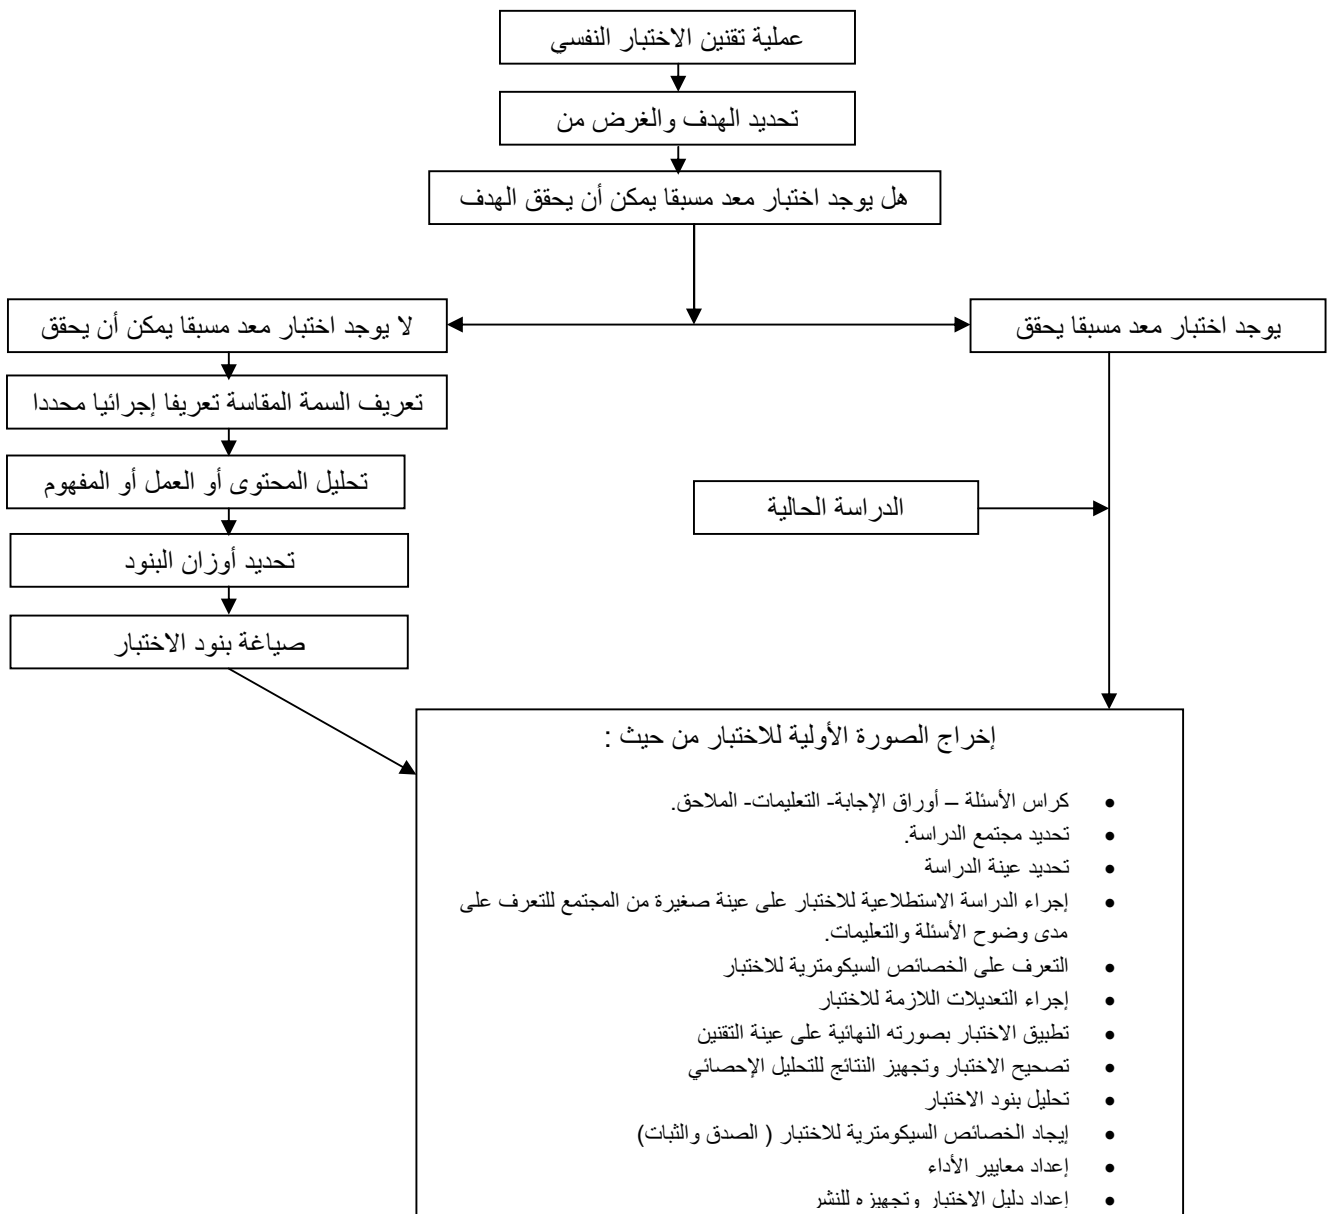 عملية تقنين الاختبار النفسي
تحديد الهدف والغرض من
هل يوجد اختبار معد مسبقا يمكن أن يحقق الهدف
يوجد اختبار معد مسبقا يحقق
لا يوجد اختبار معد مسبقا يمكن أن يحقق
تعريف السمة المقاسة تعريفا إجرائيا محددا
تحليل المحتوى أو العمل أو المفهوم
الدراسة الحالية
تحديد أوزان البنود
صياغة بنود الاختبار
إخراج الصورة الأولية للاختبار من حيث :
• كراس الأسئلة – أوراق الإجابة- التعليمات- الملاحق.
• تحديد مجتمع الدراسة.
• تحديد عينة الدراسة
• إجراء الدراسة الاستطلاعية للاختبار على عينة صغيرة من المجتمع للتعرف على
مدى وضوح الأسئلة والتعليمات.
• التعرف على الخصائص السيكومترية للاختبار
• إجراء التعديلات اللازمة للاختبار
• تطبيق الاختبار بصورته النهائية على عينة التقنين
• تصحيح الاختبار وتجهيز النتائج للتحليل الإحصائي
• تحليل بنود الاختبار
• إيجاد الخصائص السيكومترية للاختبار ( الصدق والثبات)
• إعداد معايير الأداء
• إعداد دليل الاختبار وتجهيزه للنشر